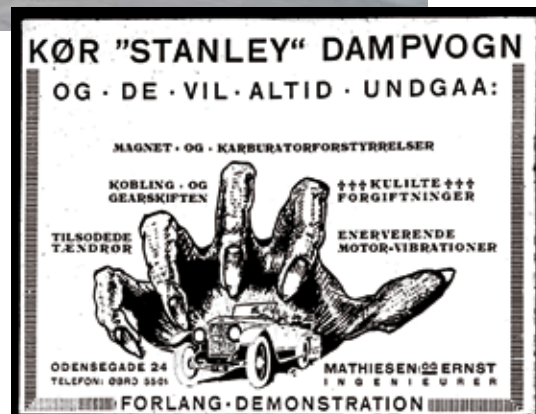 KØR "STANLEY“ DAMPVOGN
OG · DE · VIL · ALTID · UNDGAA:
MAGNET · OG · KARBURATORFORSTYRRELSER
KOBLING · OG
GEARSKIFTEN
✝✝✝ KULILTE ✝✝✝
FORGIFTNINGER
TILSODEDE
TÆNDRØR
ENERVERENDE
MOTOR-VIBRATIONER
ODENSEGADE 24
TELEFON: ØBRO 5501
MATHIESEN OG ERNST
INGENIEURER
FORLANG · DEMONSTRATION